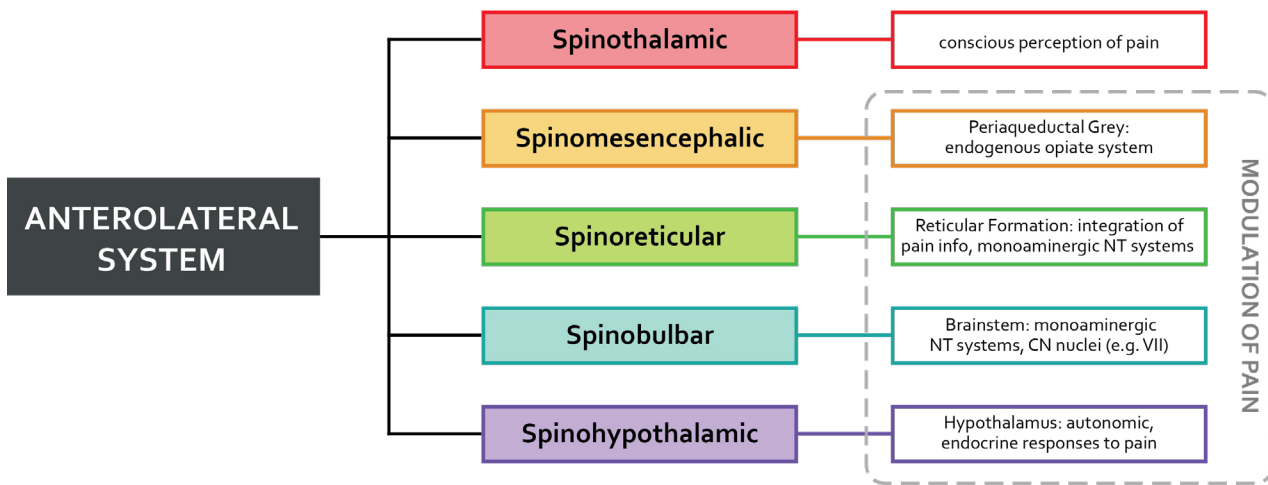 Spinothalamic
conscious perception of pain
Spinomesencephalic
Periaqueductal Grey:
endogenous opiate system
ANTEROLATERAL
SYSTEM
Spinoreticular
Reticular Formation: integration of
pain info, monoaminergic NT systems
Spinobulbar
Brainstem: monoaminergic
NT systems, CN nuclei (e.g. VII)
Spinohypothalamic
Hypothalamus: autonomic,
endocrine responses to pain
MODULATION OF PAIN